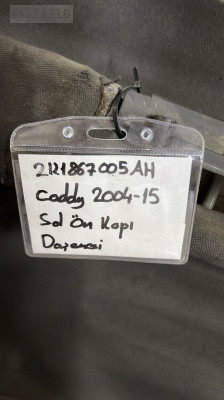 2K1867005AH
Caddy 2004-15
Sol Ön Kapı
Döşemesi